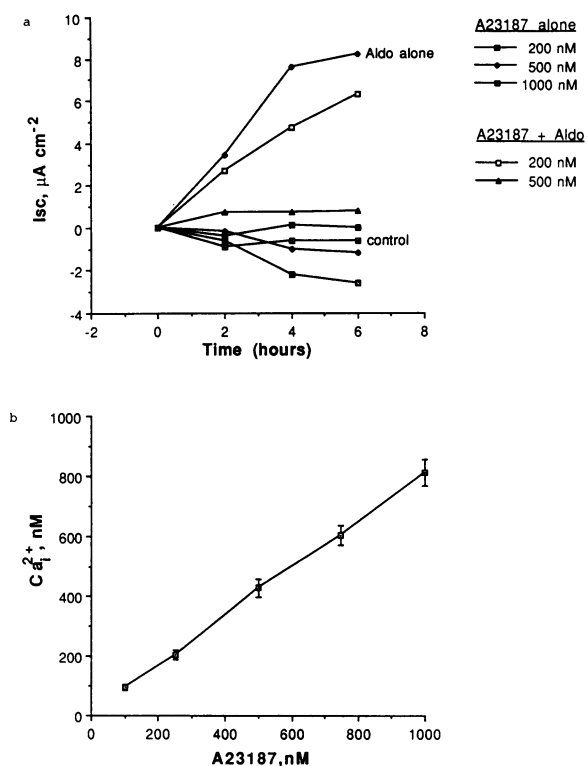 a
A23187 alone
200 nM
500 nM
1000 nM
A23187 + Aldo
200 nM
500 nM
Isc, µA cm-2
10
8
6
4
2
0
-2
-4
Aldo alone
control
-2 0 2 4 6 8
Time (hours)
b
Ca i 2+, nM
1000
800
600
400
200
0
0 200 400 600 800 1000
A23187,nM